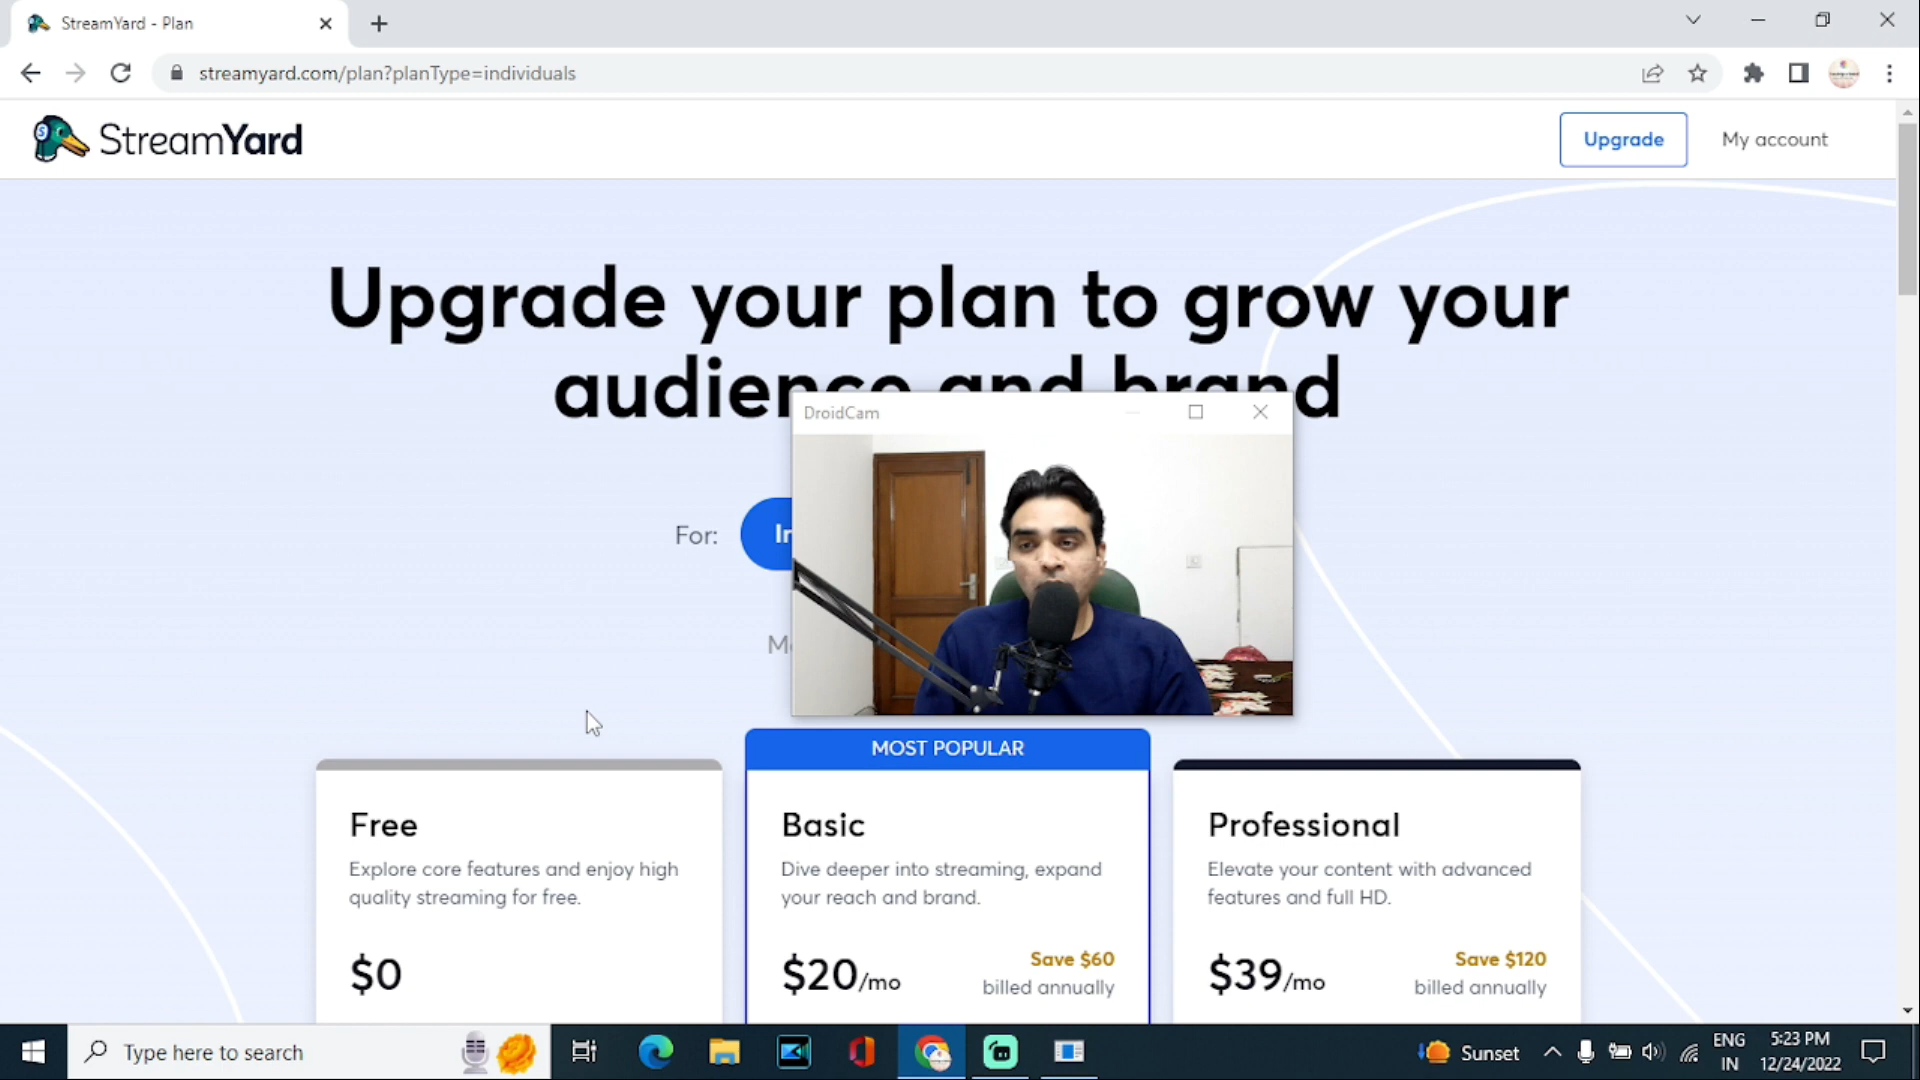 StreamYard - Plan
streamyard.com/plan?planType=individuals
StreamYard
Upgrade
My account
Upgrade your plan to grow your
audience and brand
DroidCam
For:
MOST POPULAR
Free
Explore core features and enjoy high
quality streaming for free.
$0
Basic
Dive deeper into streaming, expand
your reach and brand.
$20/mo
Save $60
billed annually
Professional
Elevate your content with advanced
features and full HD.
$39/mo
Save $120
billed annually
Type here to search
Sunset
ENG
IN
5:23 PM
12/24/2022